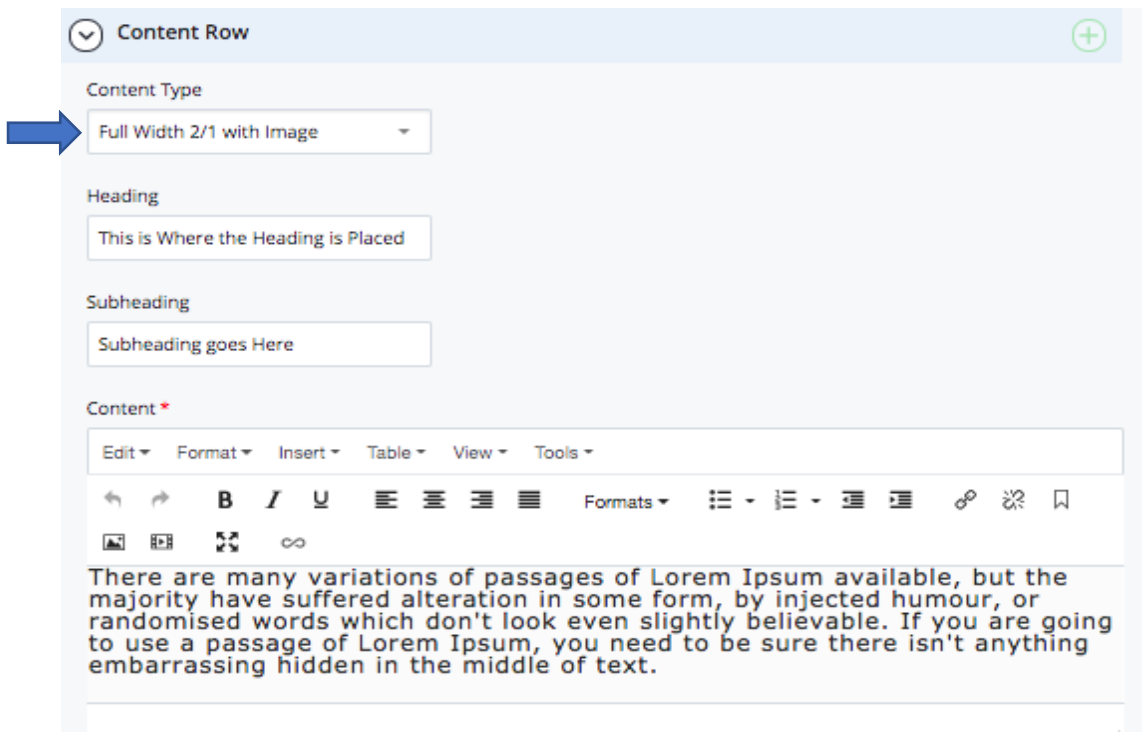 Content Row
Content Type
Full Width 2/1 with Image
Heading
This is Where the Heading is Placed
Subheading
Subheading goes Here
Content *
Edit Format Insert Table View Tools
B I U Formats
There are many variations of passages of Lorem Ipsum available, but the
majority have suffered alteration in some form, by injected humour, or
randomised words which don't look even slightly believable. If you are going
to use a passage of Lorem Ipsum, you need to be sure there isn't anything
embarrassing hidden in the middle of text.